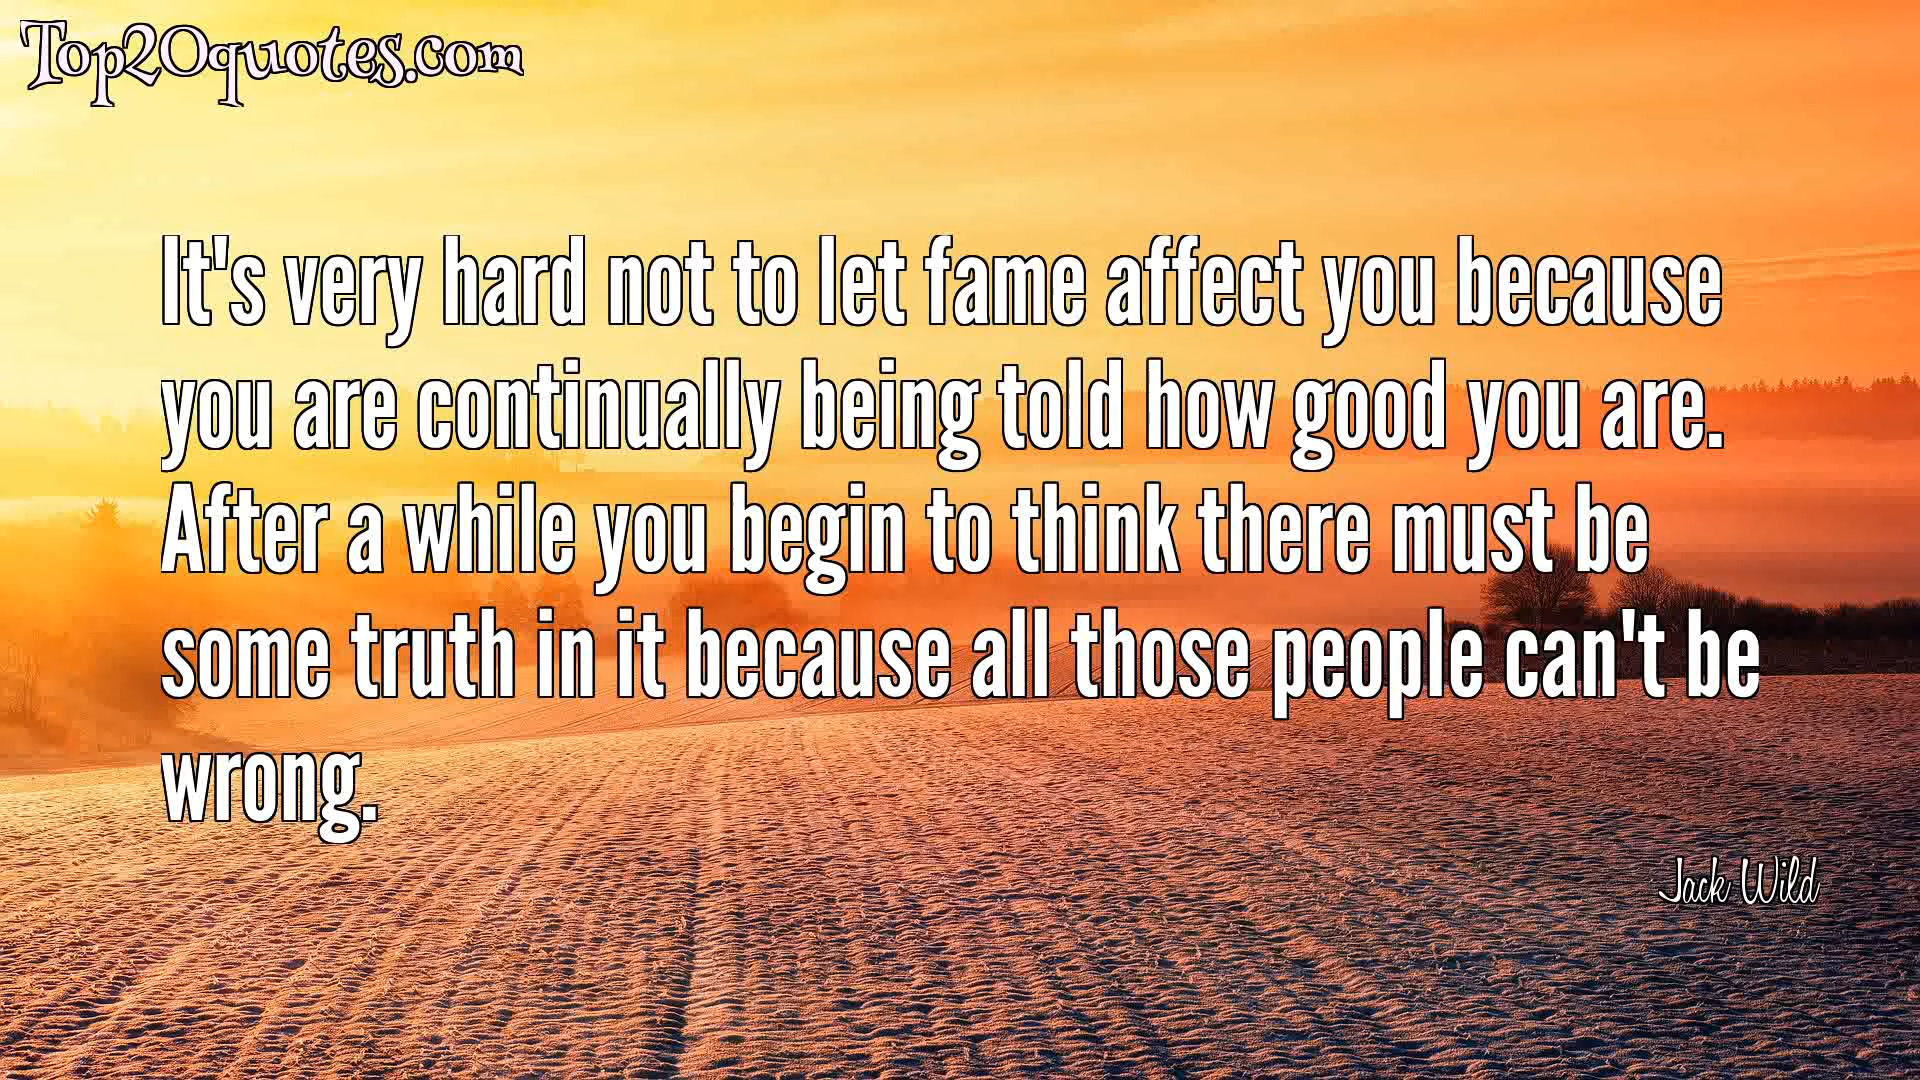 Top20quotes.com
It's very hard not to let fame affect you because
you are continually being told how good you are.
After a while you begin to think there must be
some truth in it because all those people can't be
wrong.
Jack Wild